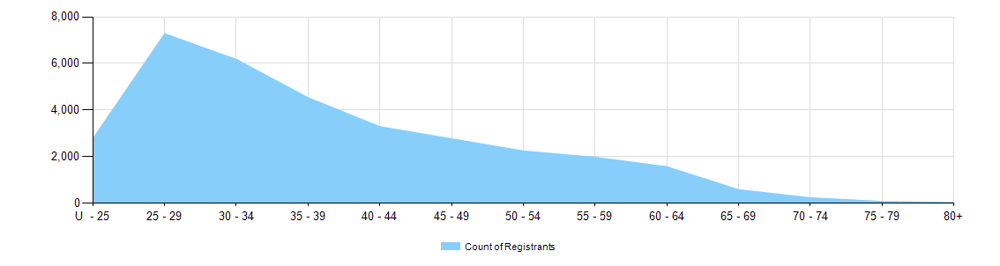 8,000
6,000
4,000
2,000
0
U - 25 25 - 29 30 - 34 35 - 39 40 - 44 45 - 49 50 - 54 55 - 59 60 - 64 65 - 69 70 - 74 75 - 79 80+
Count of Registrants